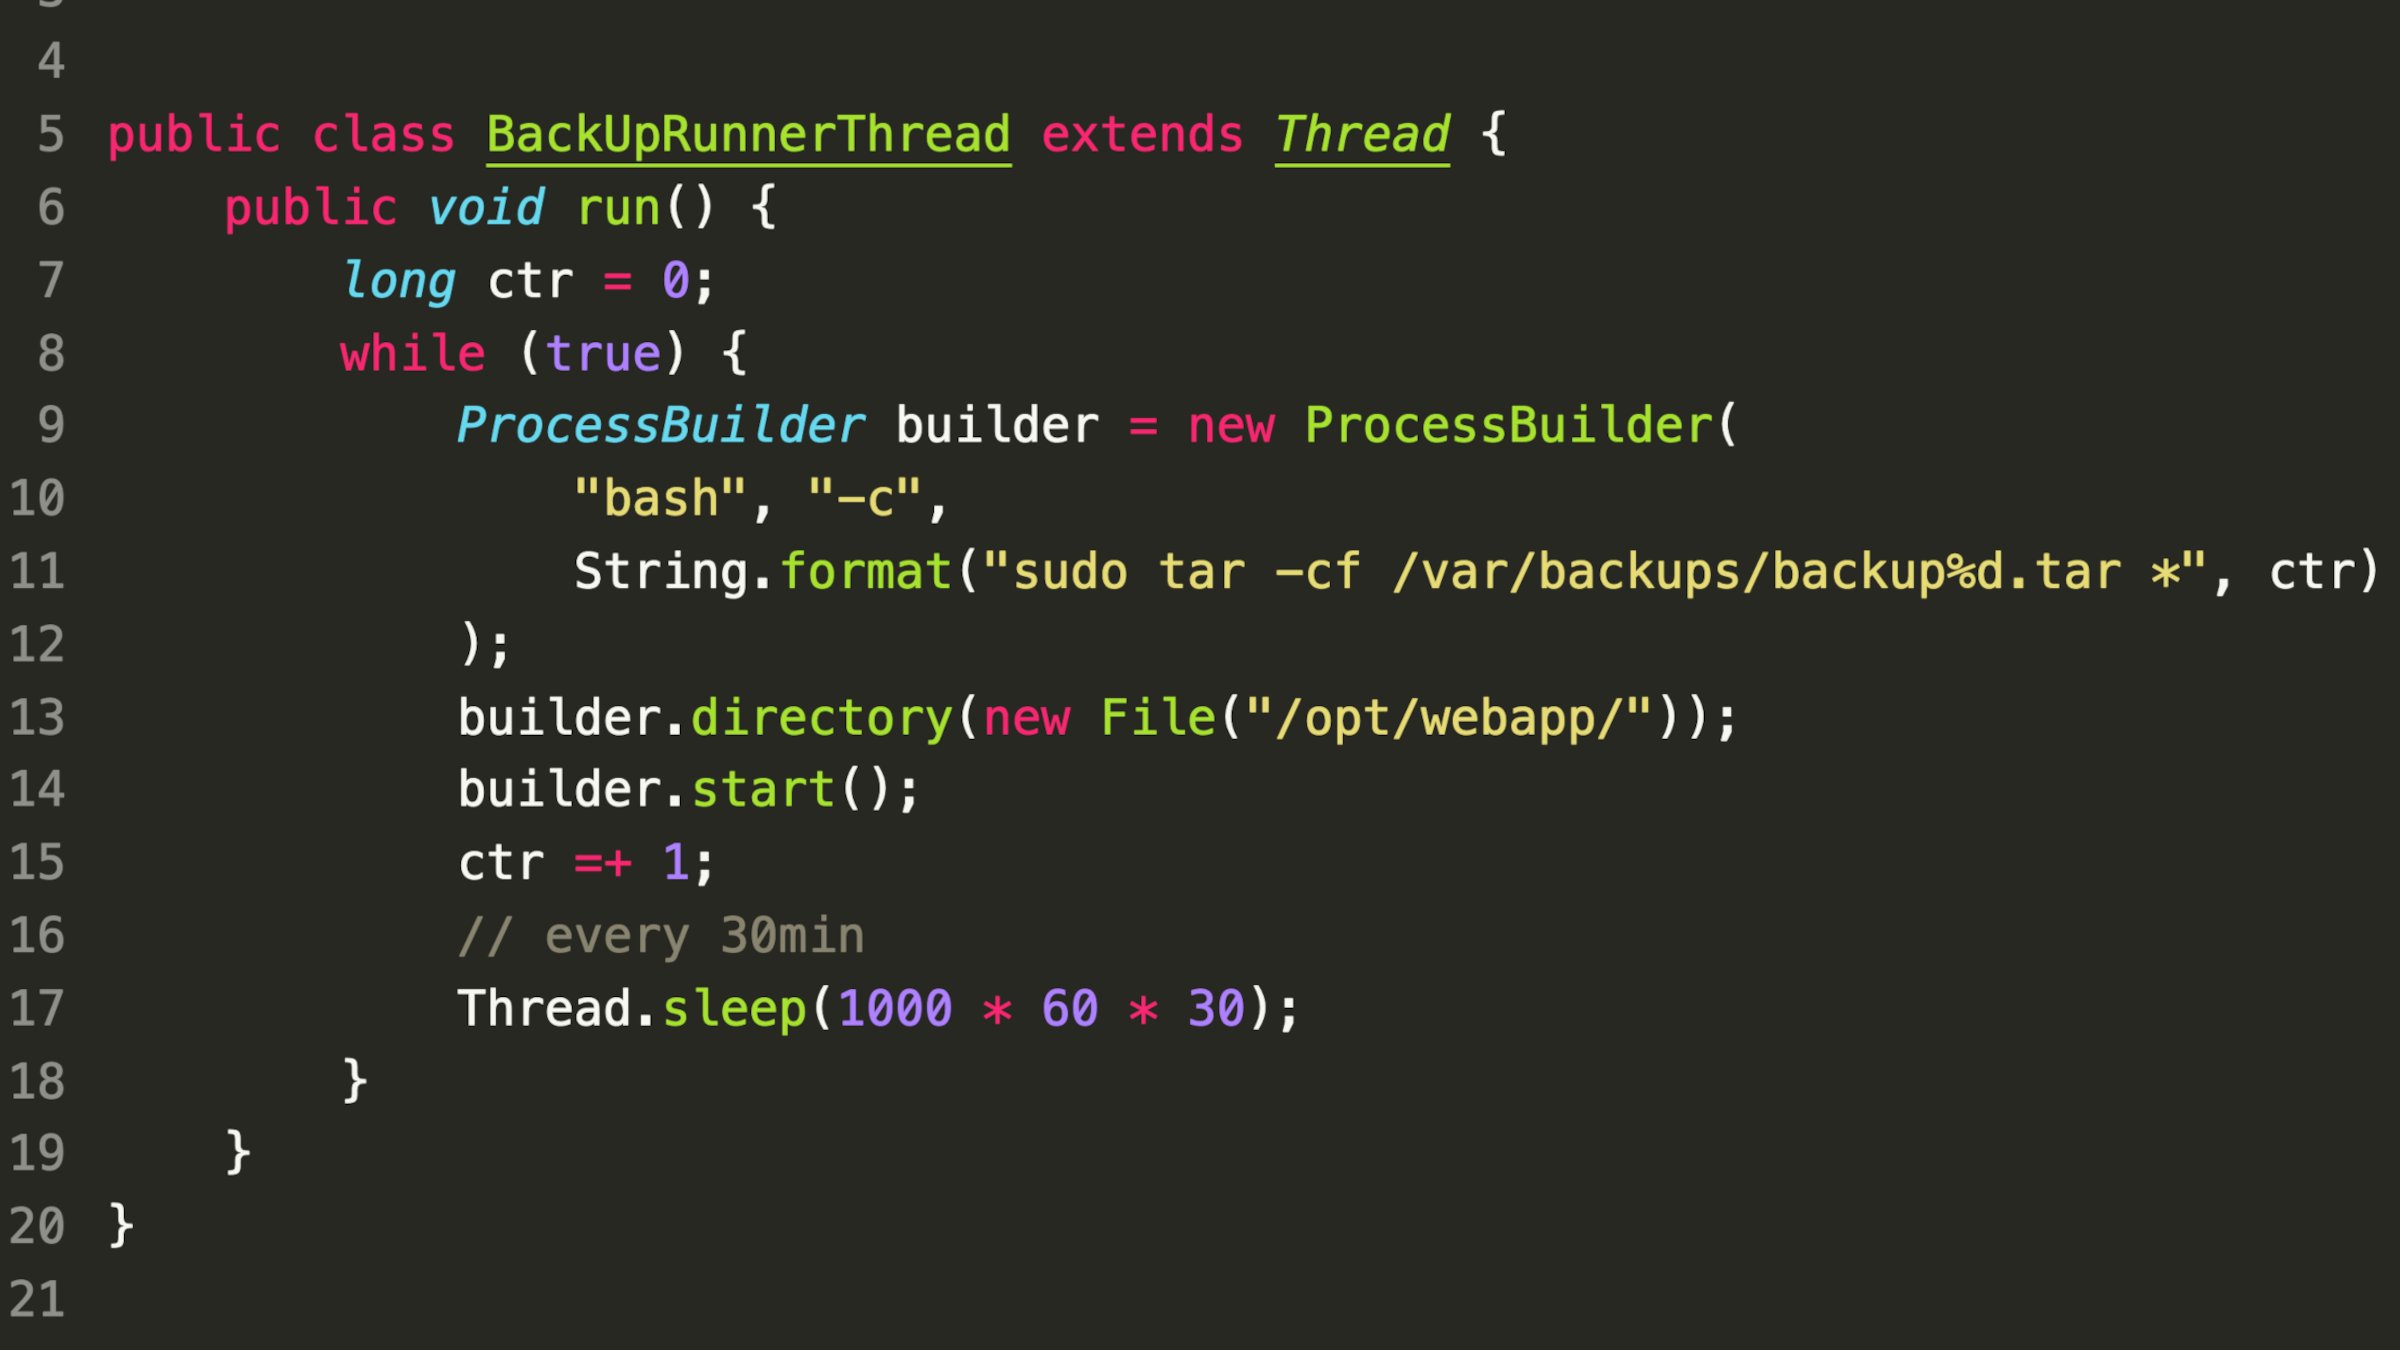 3
4
5 public class BackUpRunnerThread extends Thread {
6     public void run() {
7         long ctr = 0;
8         while (true) {
9             ProcessBuilder builder = new ProcessBuilder(
10                 "bash", "-c",
11                 String.format("sudo tar -cf /var/backups/backup%d.tar *", ctr)
12             );
13             builder.directory(new File("/opt/webapp/"));
14             builder.start();
15             ctr =+ 1;
16             // every 30min
17             Thread.sleep(1000 * 60 * 30);
18         }
19     }
20 }
21